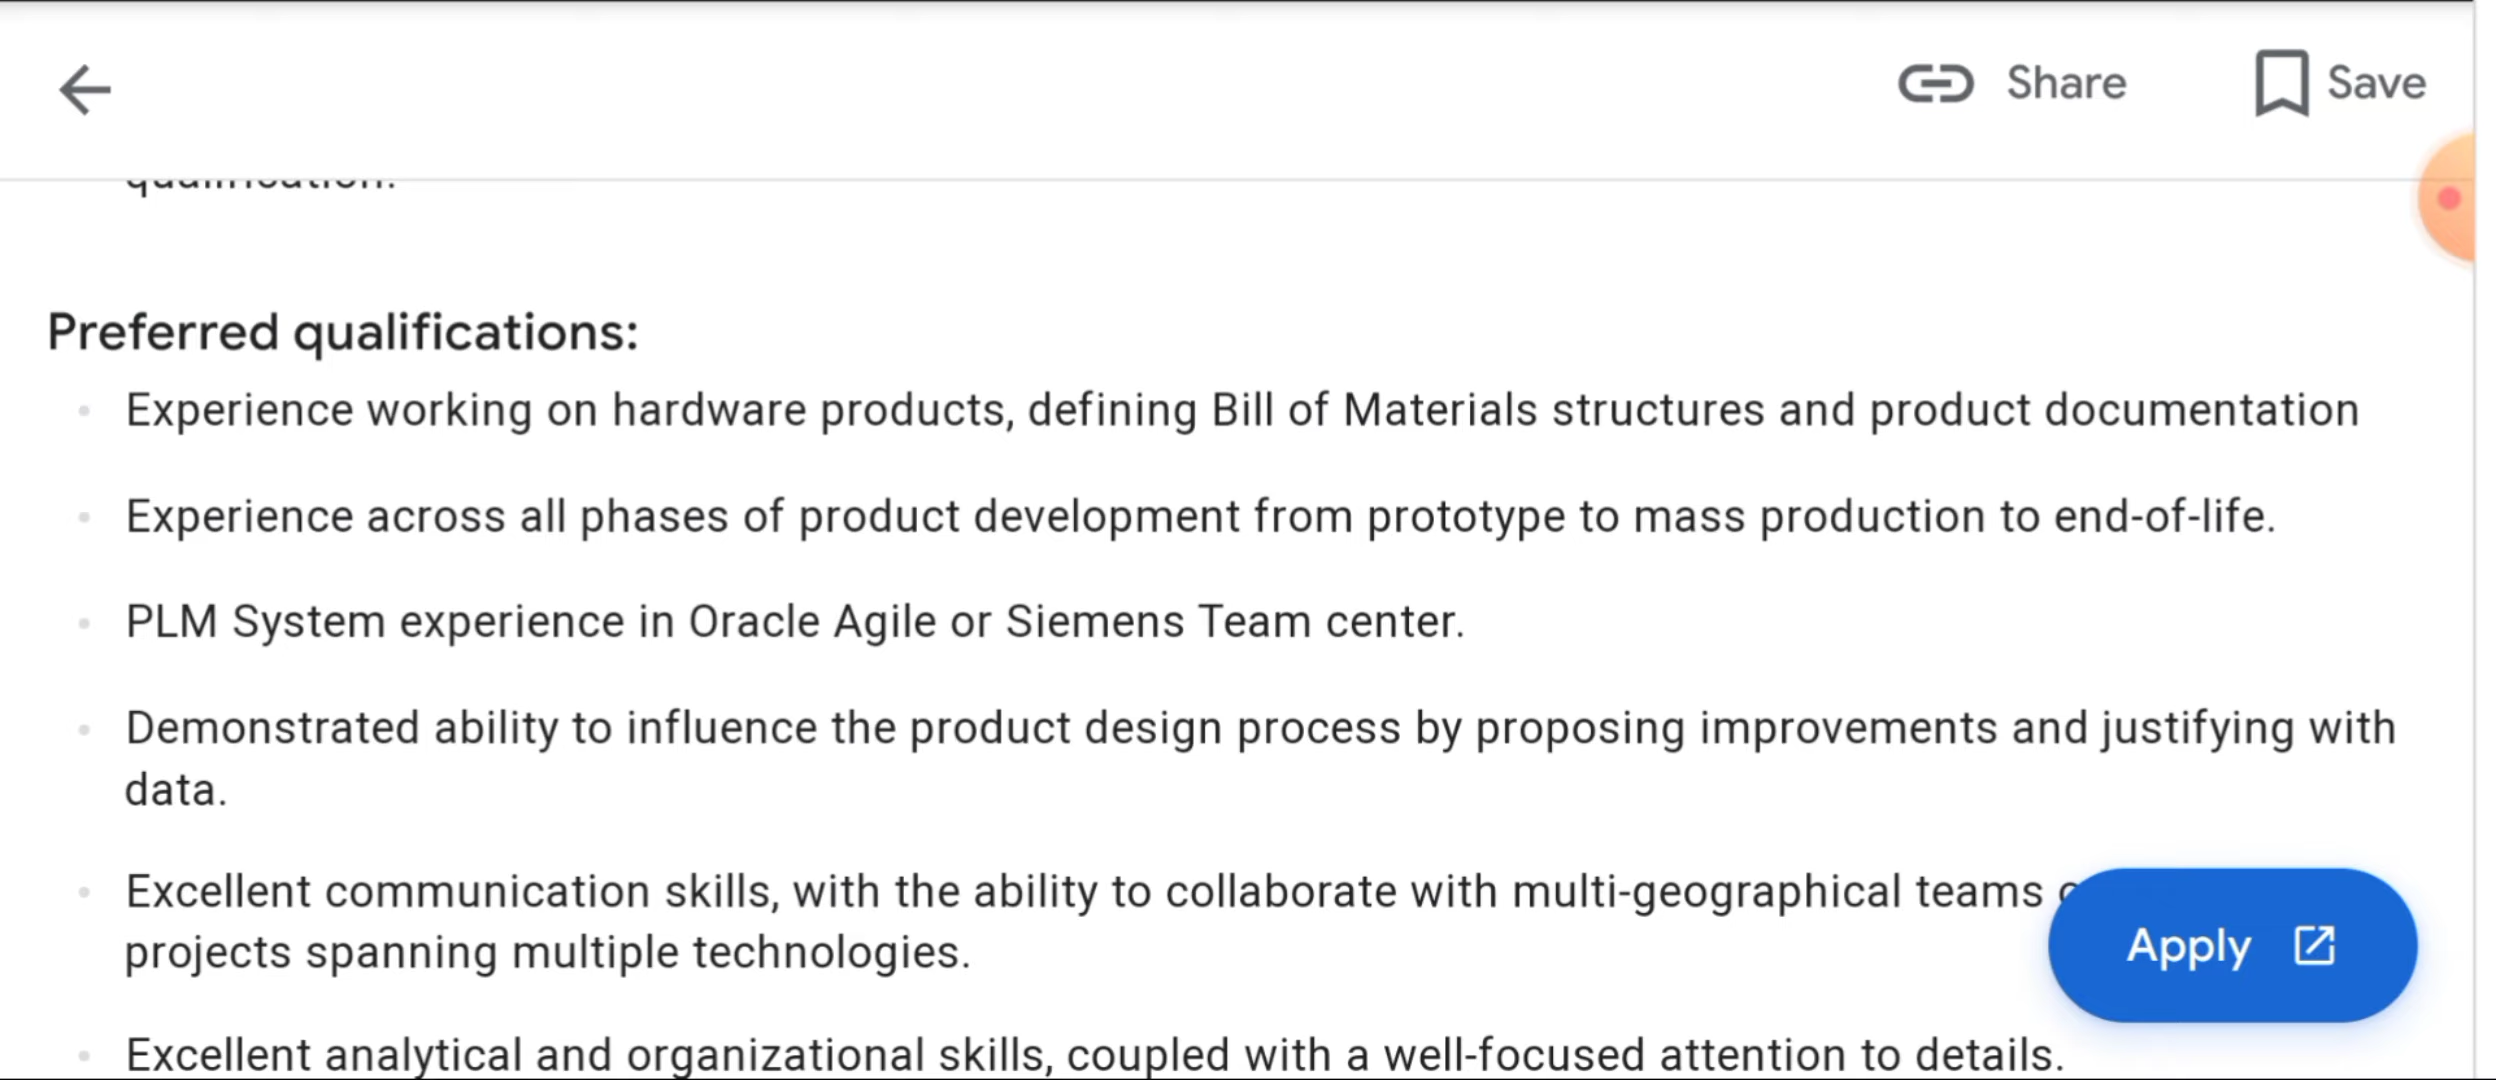 Share
Save
Preferred qualifications:
Experience working on hardware products, defining Bill of Materials structures and product documentation
Experience across all phases of product development from prototype to mass production to end-of-life.
PLM System experience in Oracle Agile or Siemens Team center.
Demonstrated ability to influence the product design process by proposing improvements and justifying with
data.
Excellent communication skills, with the ability to collaborate with multi-geographical teams
projects spanning multiple technologies.
Apply
Excellent analytical and organizational skills, coupled with a well-focused attention to details.